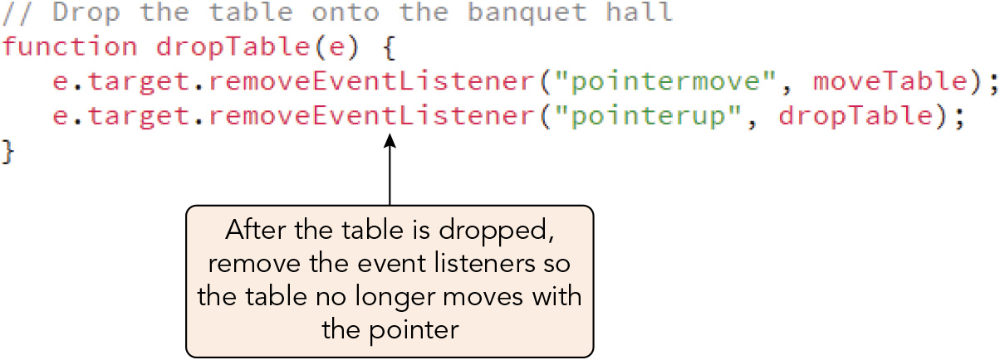 // Drop the table onto the banquet hall
function dropTable(e) {
   e.target.removeEventListener("pointermove", moveTable);
   e.target.removeEventListener("pointerup", dropTable);
}
After the table is dropped,
remove the event listeners so
the table no longer moves with
the pointer